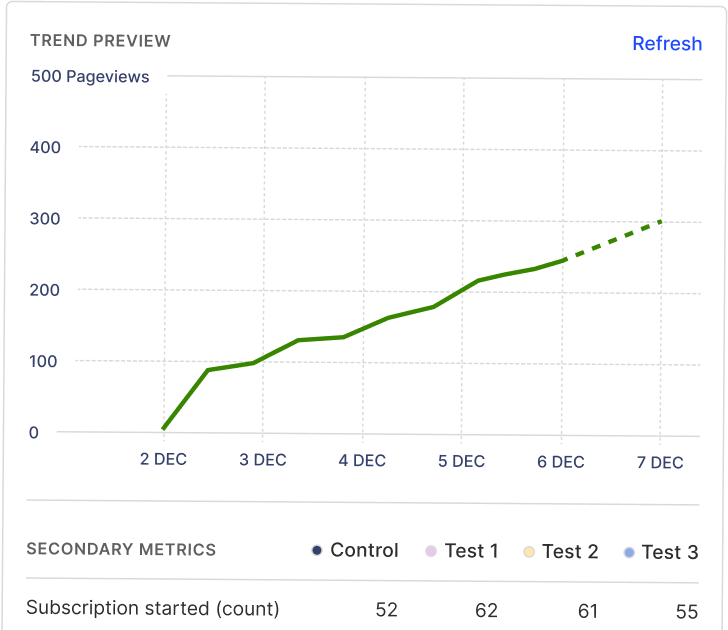 TREND PREVIEW Refresh
500 Pageviews
400
300
200
100
0
2 DEC 3 DEC 4 DEC 5 DEC 6 DEC 7 DEC
SECONDARY METRICS Control Test 1 Test 2 Test 3
Subscription started (count) 52 62 61 55